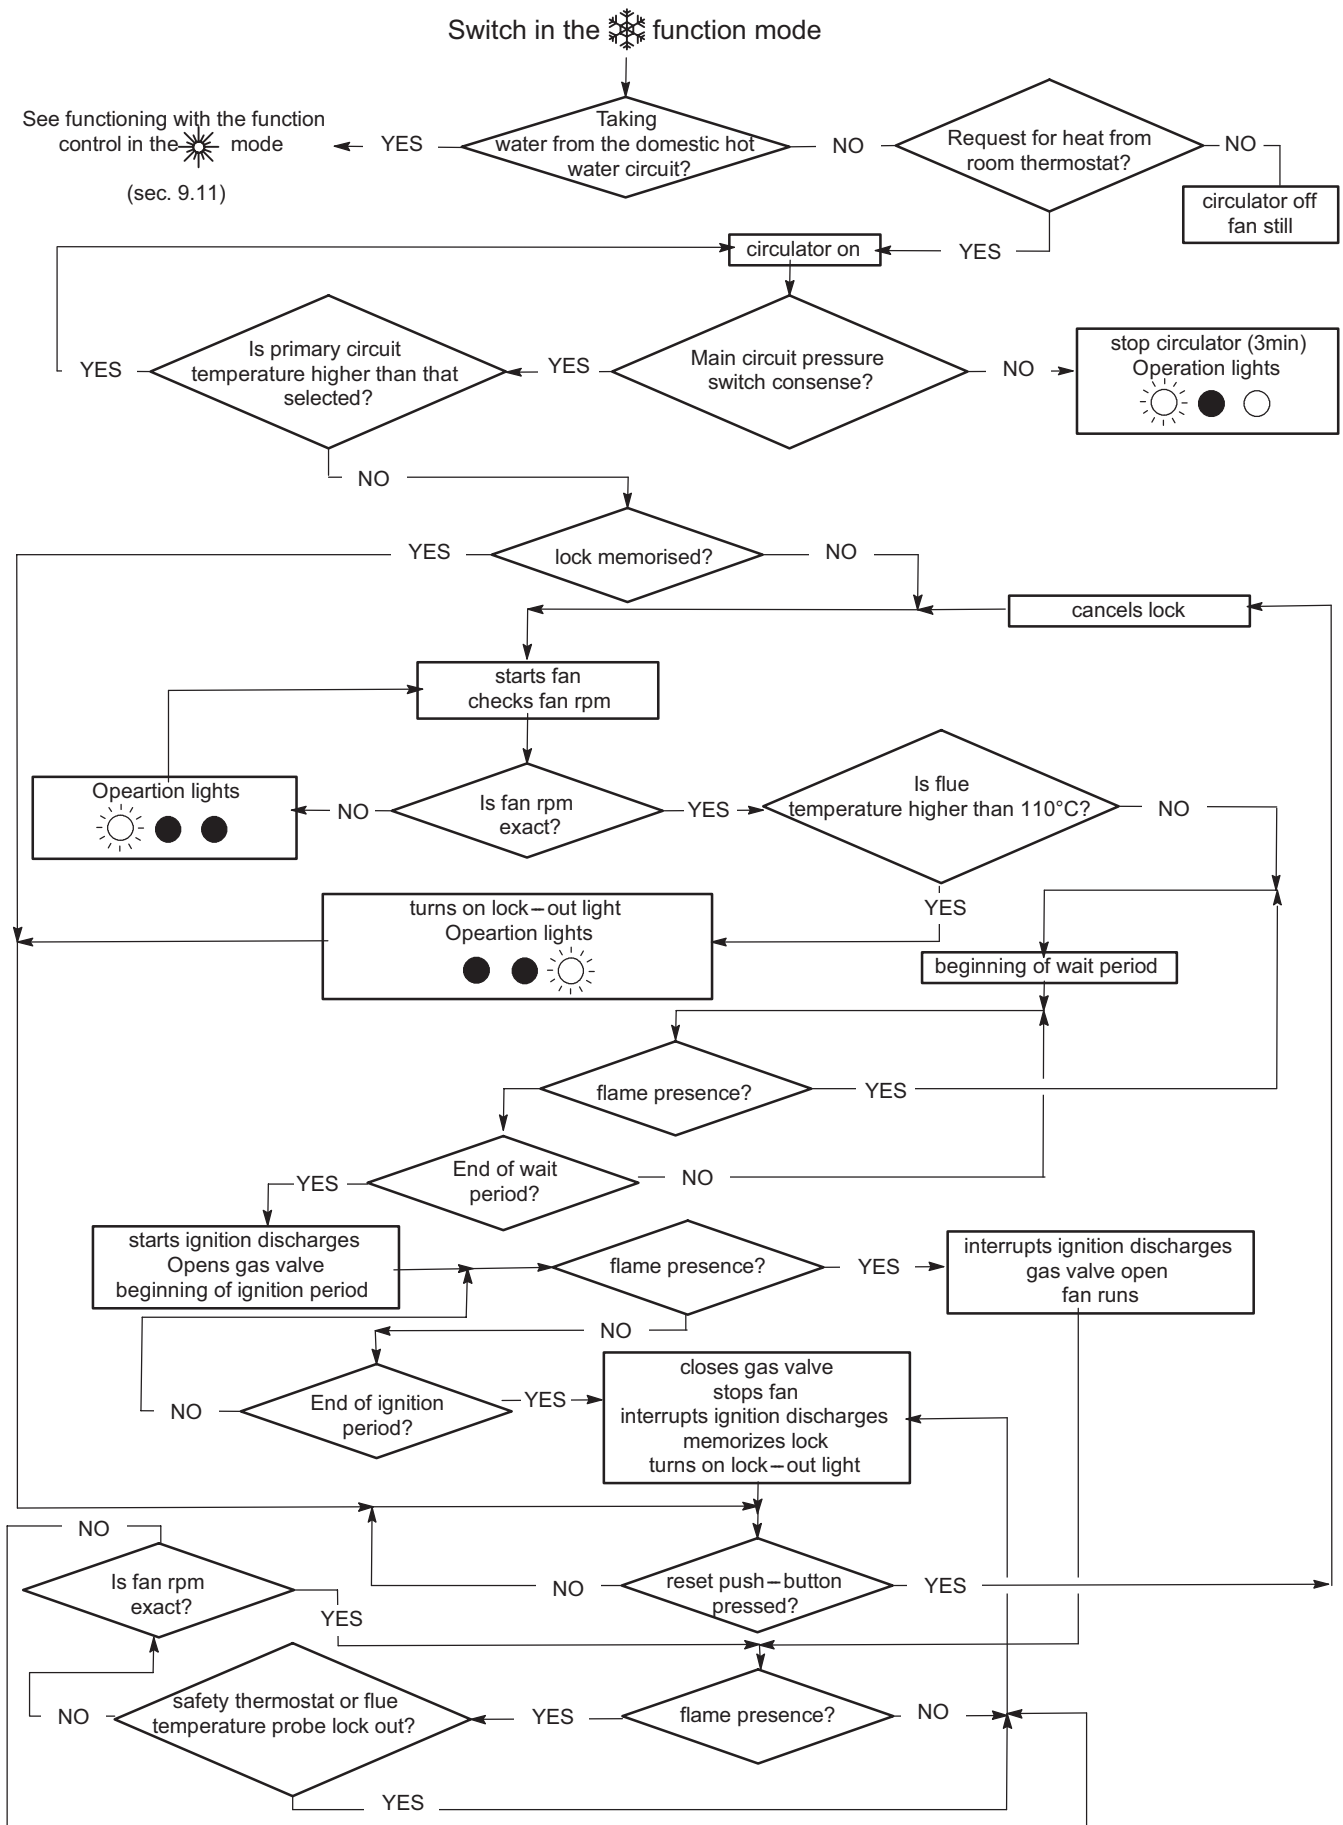 Switch in the function mode
See functioning with the function
control in the mode
(sec. 9.11)
YES
Taking
water from the domestic hot
water circuit?
NO
Request for heat from
room thermostat?
NO
circulator off
fan still
circulator on
YES
YES
Is primary circuit
temperature higher than that
selected?
YES
Main circuit pressure
switch consense?
NO
stop circulator (3min)
Operation lights
NO
YES
lock memorised?
NO
cancels lock
starts fan
checks fan rpm
Opeartion lights
NO
Is fan rpm
exact?
YES
Is flue
temperature higher than 110°C?
NO
YES
turns on lock–out light
Opeartion lights
beginning of wait period
flame presence?
YES
End of wait
period?
YES
NO
starts ignition discharges
Opens gas valve
beginning of ignition period
flame presence?
YES
interrupts ignition discharges
gas valve open
fan runs
NO
NO
End of ignition
period?
YES
closes gas valve
stops fan
interrupts ignition discharges
memorizes lock
turns on lock–out light
NO
Is fan rpm
exact?
YES
NO
reset push–button
pressed?
YES
NO
safety thermostat or flue
temperature probe lock out?
YES
flame presence?
NO
YES